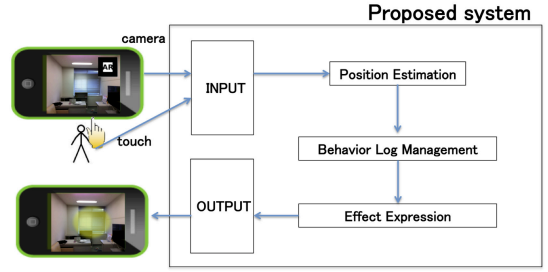 Proposed system
camera
AR
INPUT
Position Estimation
touch
Behavior Log Management
OUTPUT
Effect Expression